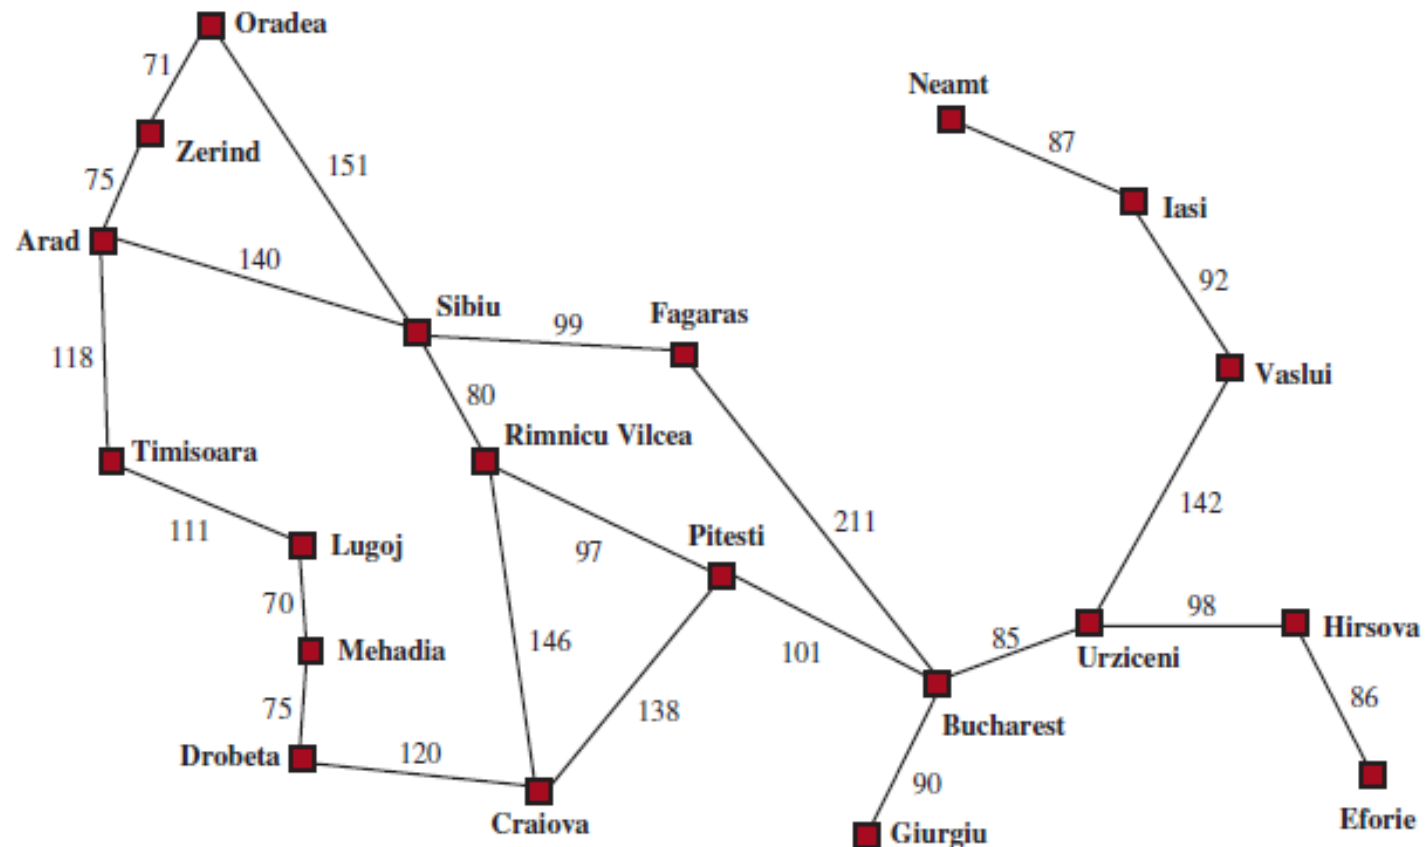 Oradea
71
Neamt
87
Zerind
151
75
Iasi
Arad
140
92
Sibiu
Fagaras
99
118
Vaslui
80
Timisoara
Rimnicu Vilcea
142
211
111
Lugoj
97
Pitesti
70
98
Hirsova
146
101
85
Mehadia
Urziceni
75
138
86
Bucharest
Drobeta
120
90
Craiova
Giurgiu
Eforie